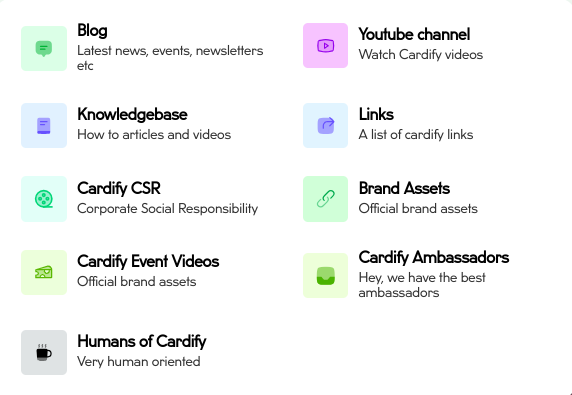 Blog
Latest news, events, newsletters
etc
Youtube channel
Watch Cardify videos
Knowledgebase
How to articles and videos
Links
A list of cardify links
Cardify CSR
Corporate Social Responsibility
Brand Assets
Official brand assets
Cardify Event Videos
Official brand assets
Cardify Ambassadors
Hey, we have the best
ambassadors
Humans of Cardify
Very human oriented